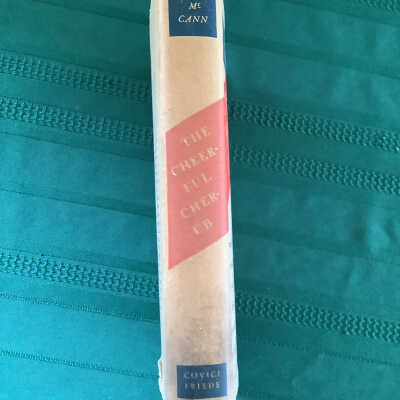 Mc
CANN
THE
CHEER-
FUL
CHER-
UB
COVICI
FRIEDE